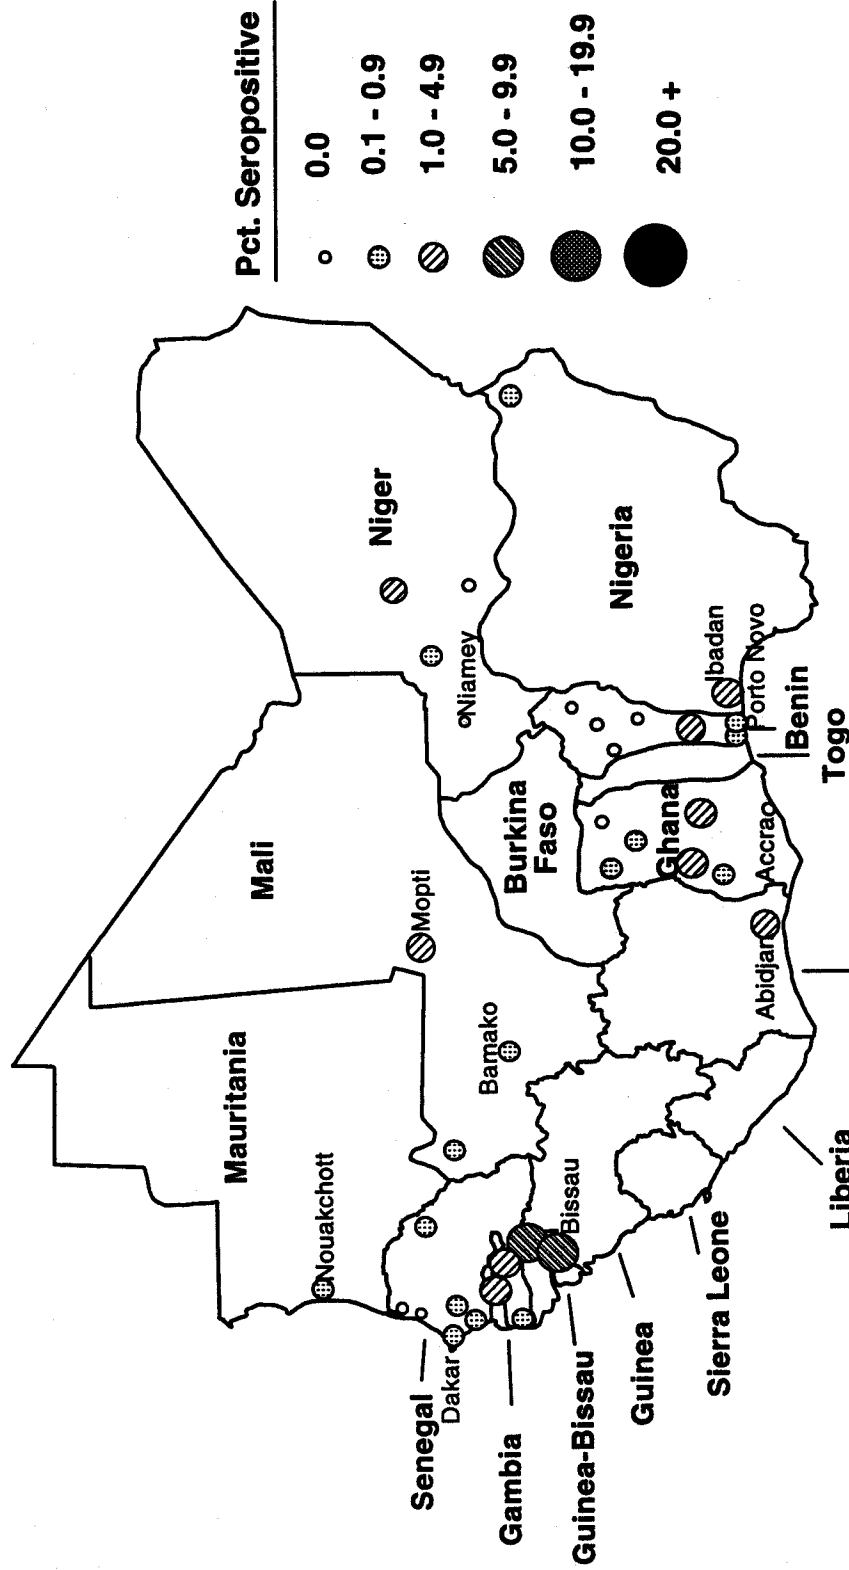 Pct. Seropositive
0.0
0.1 - 0.9
1.0 - 4.9
5.0 - 9.9
10.0 - 19.9
20.0 +
Mauritania
Nouakchott
Mali
Mopti
Bamako
Niger
Niamey
Senegal
Dakar
Gambia
Guinea-Bissau
Bissau
Guinea
Sierra Leone
Liberia
Burkina
Faso
Ghana
Accra
Abidjan
Nigeria
Ibadan
Porto Novo
Benin
Togo